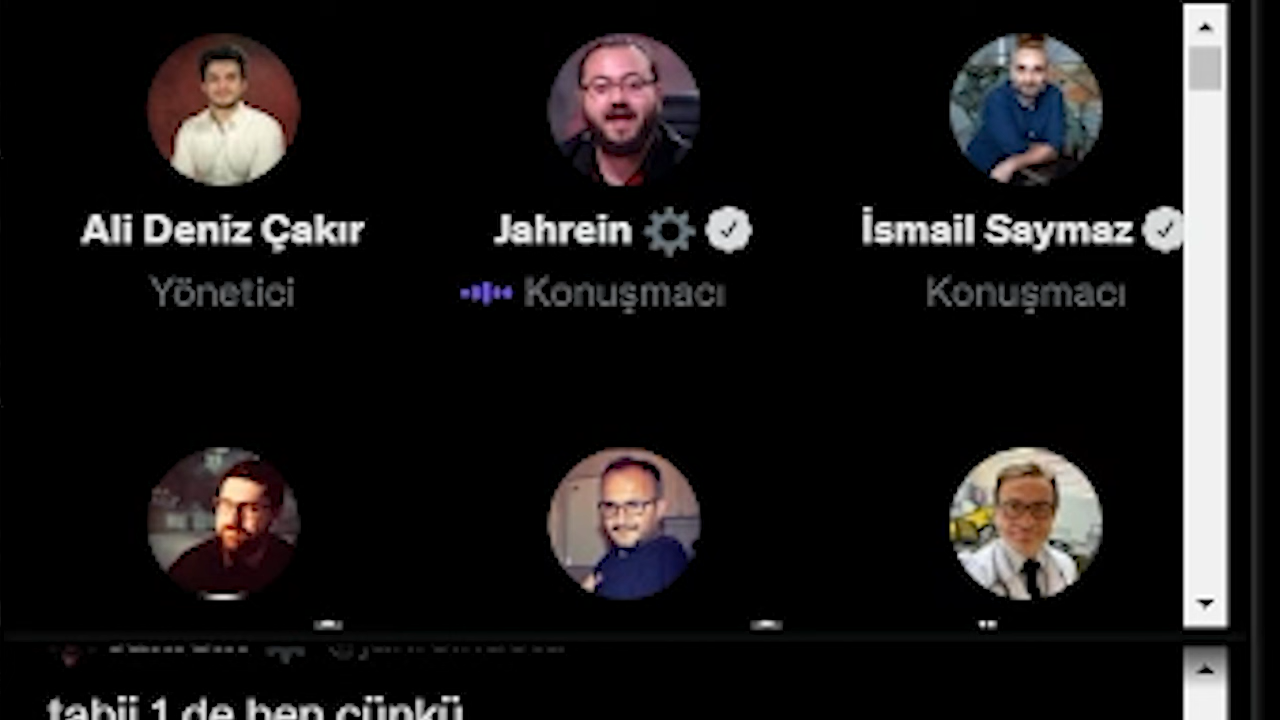 Ali Deniz Çakır
Jahrein
İsmail Saymaz
Yönetici
Konuşmacı
Konuşmacı
tabii 1 de ben çünkü